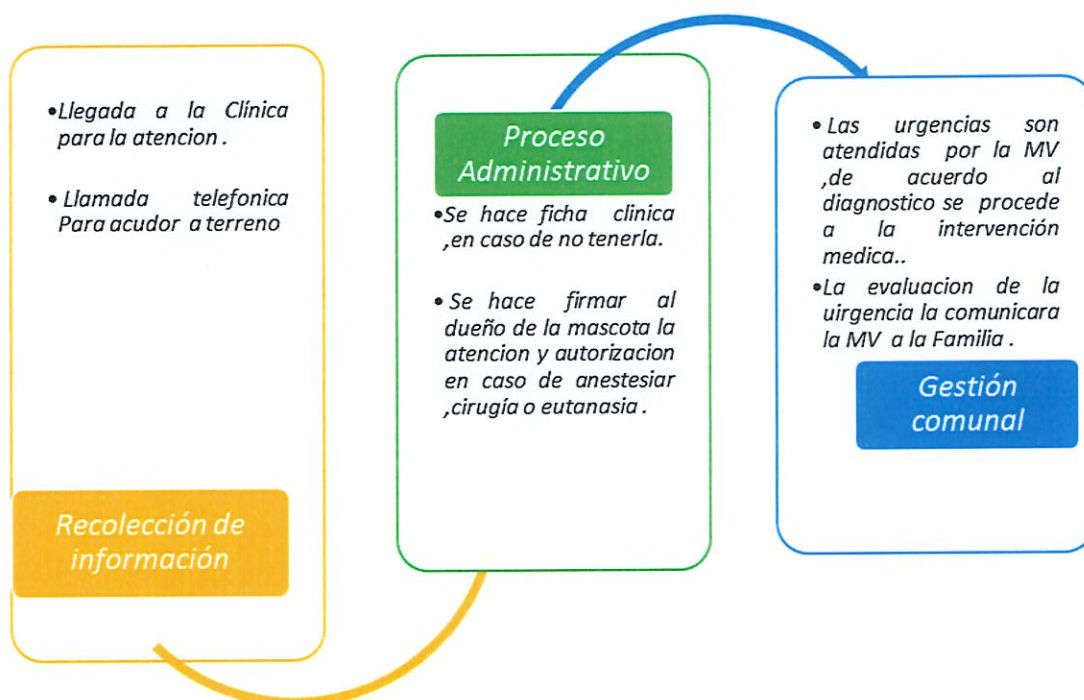 •Llegada a la Clínica
para la atencion .
• Llamada telefonica
Para acudor a terreno
Recolección de
información
Proceso
Administrativo
•Se hace ficha clinica
,en caso de no tenerla.
• Se hace firmar al
dueño de la mascota la
atencion y autorizacion
en caso de anestesiar
,cirugía o eutanasia .
• Las urgencias son
atendidas por la MV
,de acuerdo al
diagnostico se procede
a la intervención
medica..
•La evaluacion de la
uirgencia la comunicara
la MV a la Familia .
Gestión
comunal